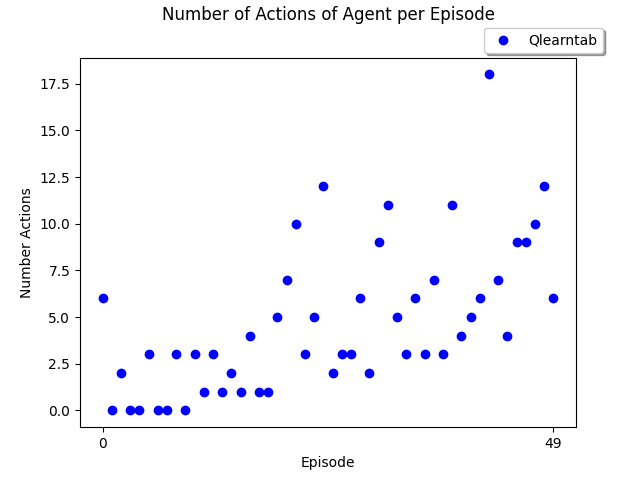 Number of Actions of Agent per Episode
Qlearntab
17.5
15.0
12.5
10.0
7.5
5.0
2.5
0.0
Number Actions
0 49
Episode